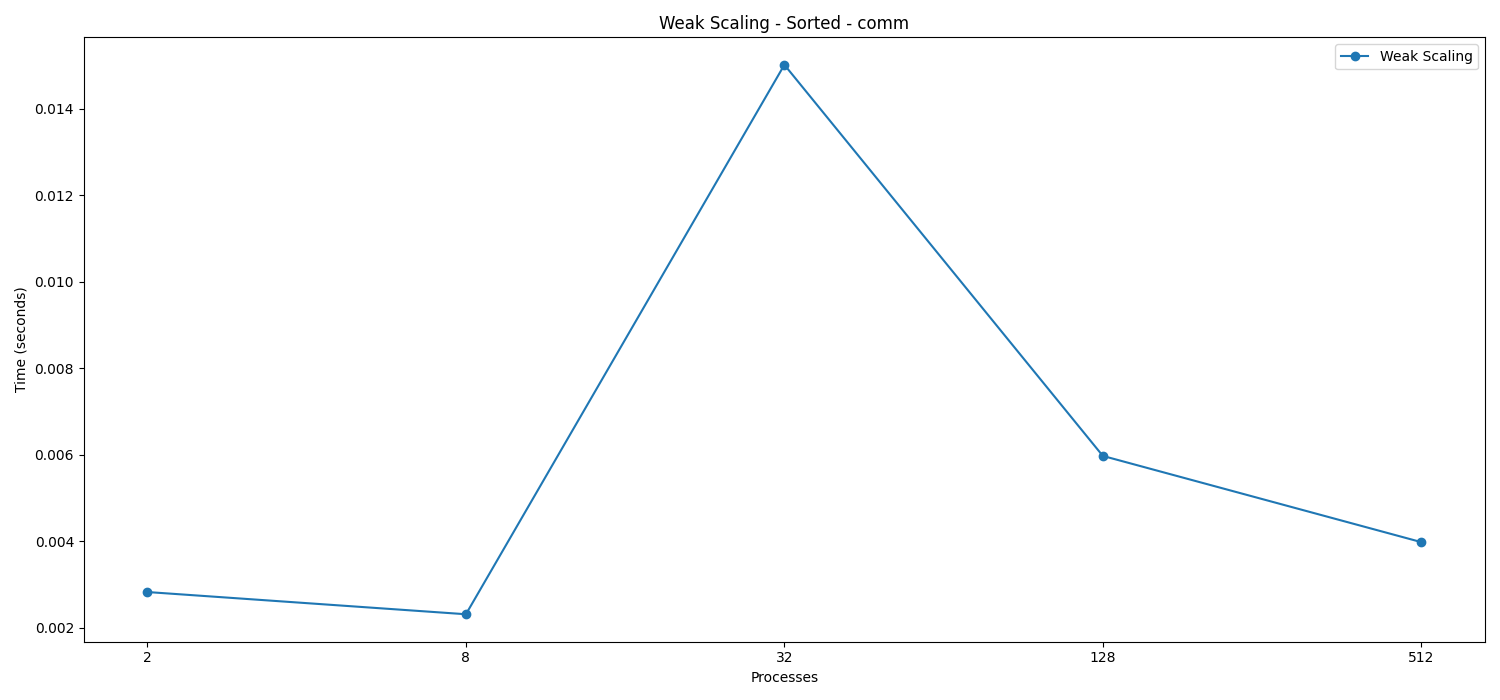 Weak Scaling - Sorted - comm
Weak Scaling
0.014
0.012
0.010
0.008
0.006
0.004
0.002
Time (seconds)
2 8 32 128 512
Processes